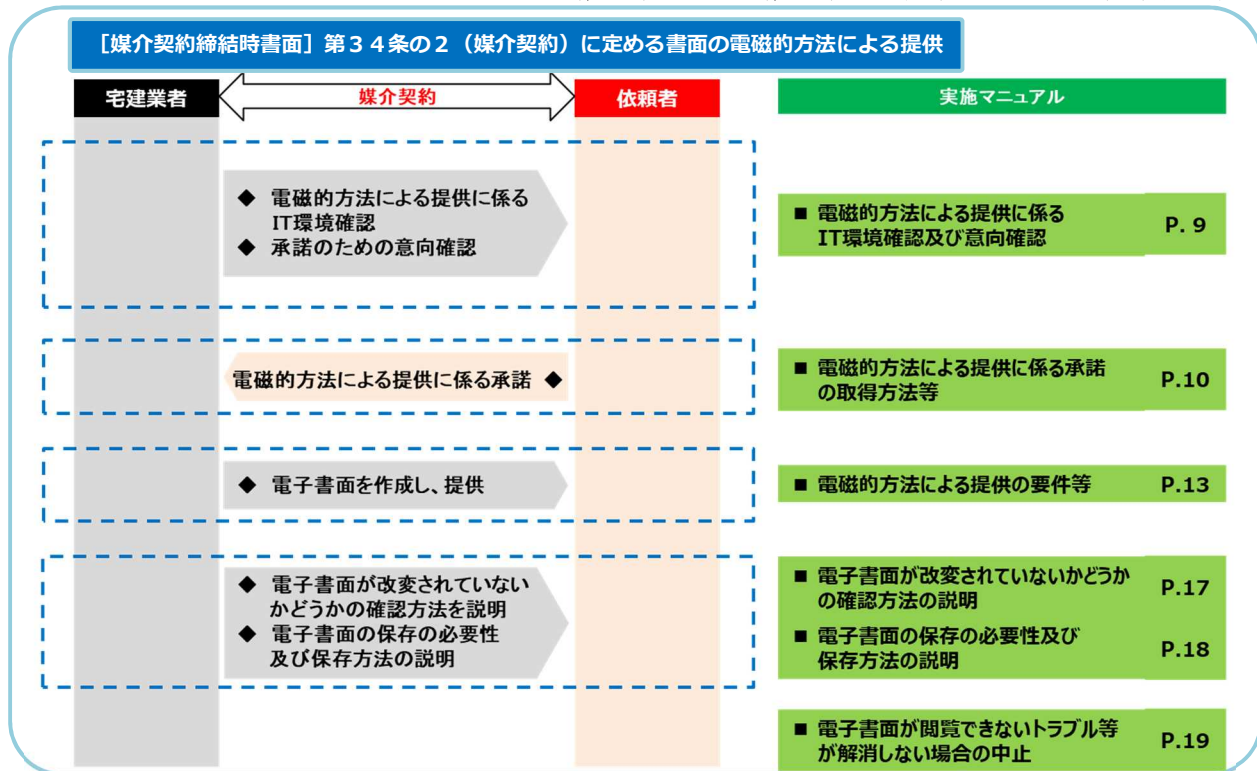 ［媒介契約締結時書面］第３４条の２（媒介契約）に定める書面の電磁的方法による提供
宅建業者
媒介契約
依頼者
実施マニュアル
◆ 電磁的方法による提供に係る
IT環境確認
◆ 承諾のための意向確認
■ 電磁的方法による提供に係る
IT環境確認及び意向確認
P. 9
電磁的方法による提供に係る承諾 ◆
■ 電磁的方法による提供に係る承諾
の取得方法等
P.10
◆ 電子書面を作成し、提供
■ 電磁的方法による提供の要件等
P.13
◆ 電子書面が改変されていない
かどうかの確認方法を説明
◆ 電子書面の保存の必要性
及び保存方法の説明
■ 電子書面が改変されていないかどうか
の確認方法の説明
P.17
■ 電子書面の保存の必要性及び
保存方法の説明
P.18
■ 電子書面が閲覧できないトラブル等
が解消しない場合の中止
P.19